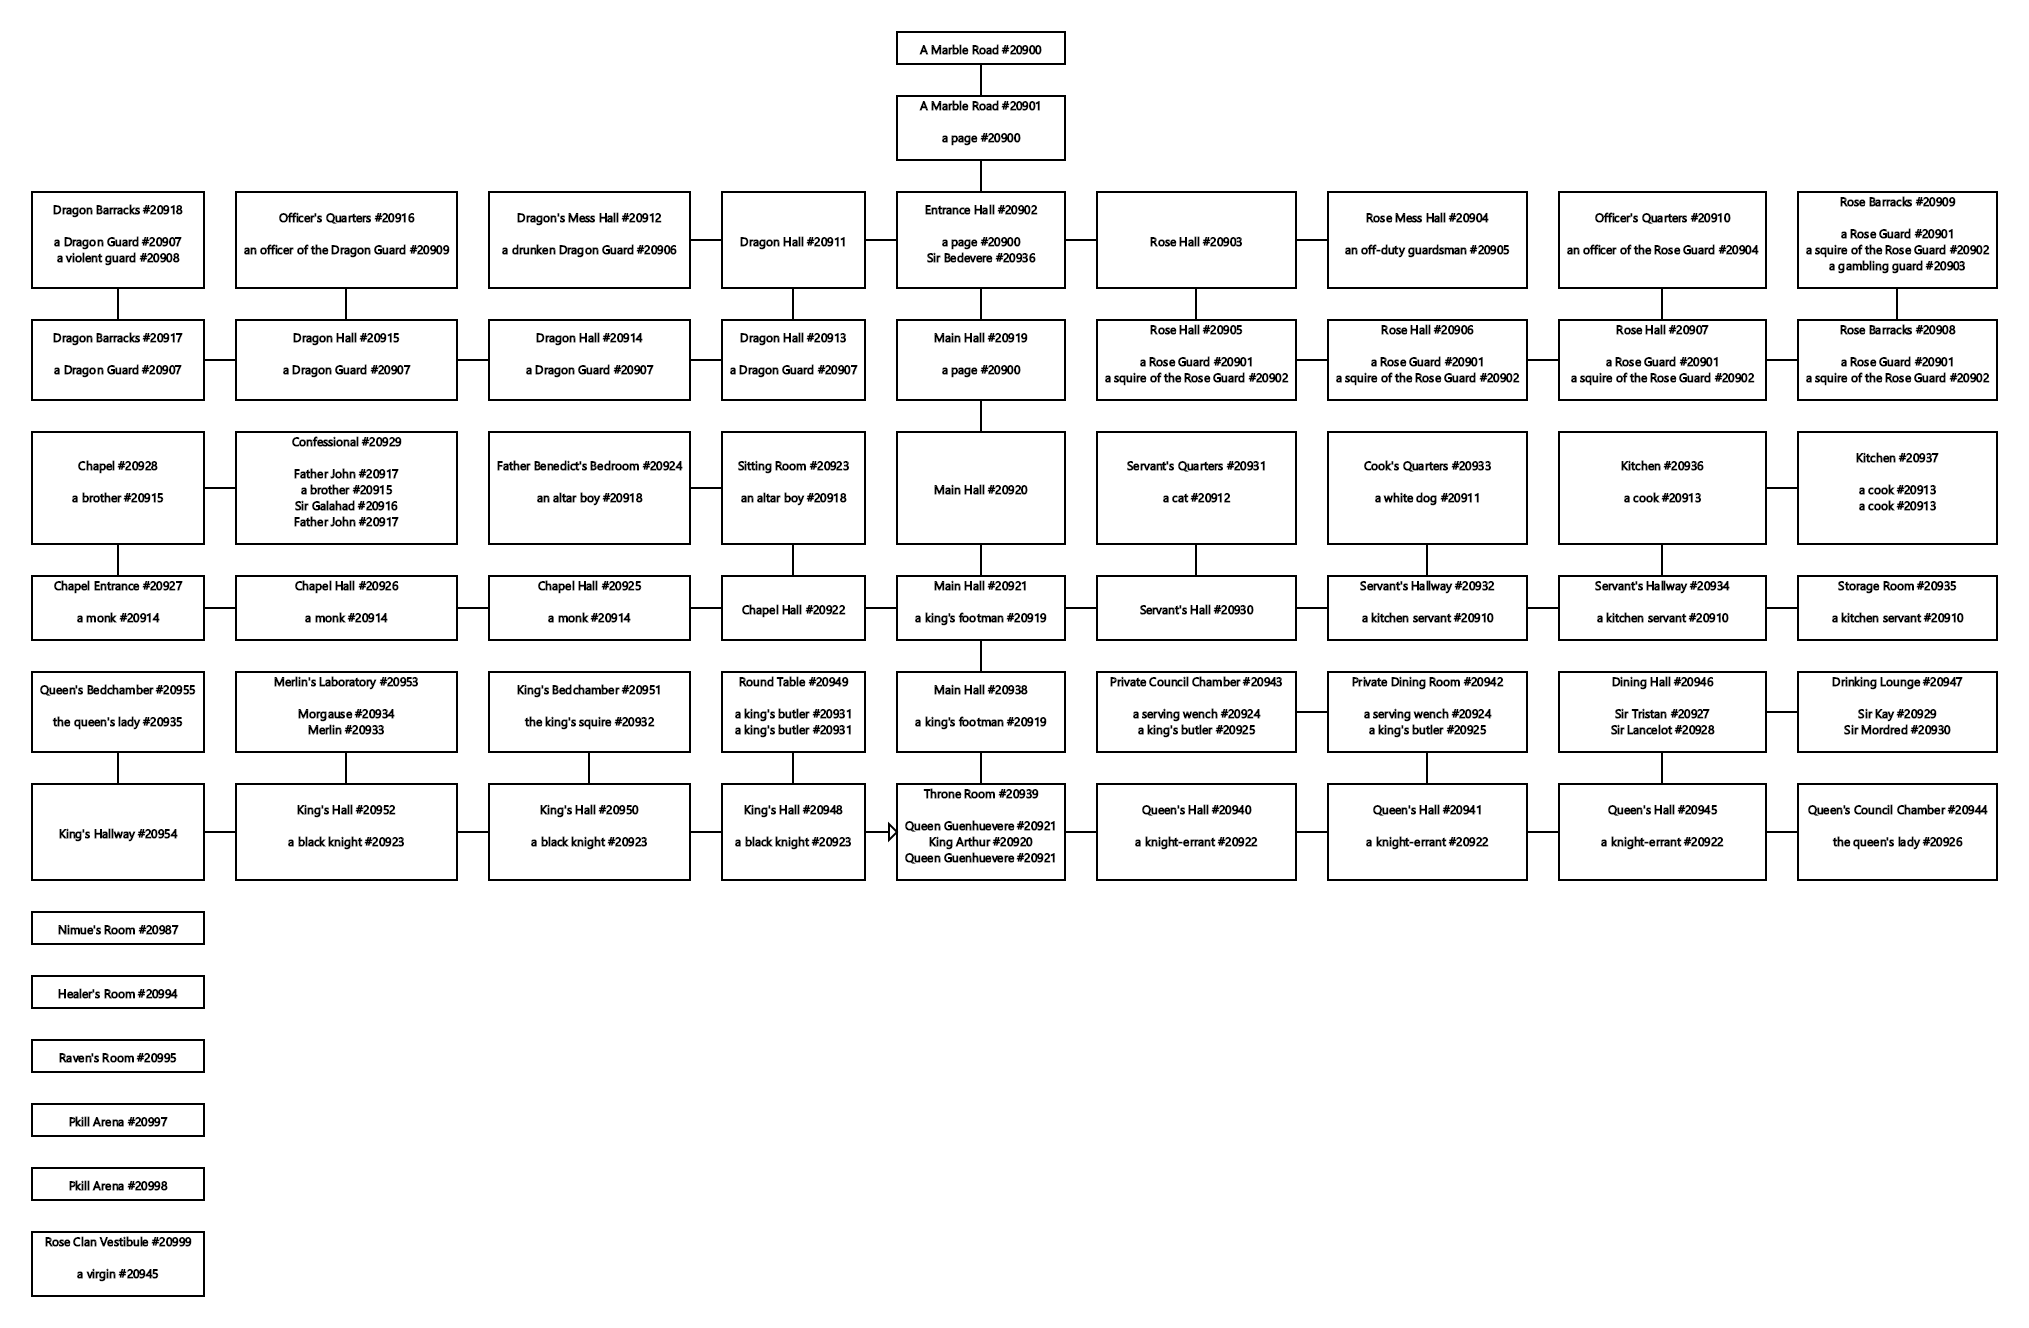 A Marble Road #20900
A Marble Road #20901
a page #20900
Dragon Barracks #20918
a Dragon Guard #20907
a violent guard #20908
Officer's Quarters #20916
an officer of the Dragon Guard #20909
Dragon's Mess Hall #20912
a drunken Dragon Guard #20906
Dragon Hall #20911
Entrance Hall #20902
a page #20900
Sir Bedevere #20936
Rose Hall #20903
Rose Mess Hall #20904
an off-duty guardsman #20905
Officer's Quarters #20910
an officer of the Rose Guard #20904
Rose Barracks #20909
a Rose Guard #20901
a squire of the Rose Guard #20902
a gambling guard #20903
Dragon Barracks #20917
a Dragon Guard #20907
Dragon Hall #20915
a Dragon Guard #20907
Dragon Hall #20914
a Dragon Guard #20907
Dragon Hall #20913
a Dragon Guard #20907
Main Hall #20919
a page #20900
Rose Hall #20905
a Rose Guard #20901
a squire of the Rose Guard #20902
Rose Hall #20906
a Rose Guard #20901
a squire of the Rose Guard #20902
Rose Hall #20907
a Rose Guard #20901
a squire of the Rose Guard #20902
Rose Barracks #20908
a Rose Guard #20901
a squire of the Rose Guard #20902
Chapel #20928
a brother #20915
Confessional #20929
Father John #20917
a brother #20915
Sir Galahad #20916
Father John #20917
Father Benedict's Bedroom #20924
an altar boy #20918
Sitting Room #20923
an altar boy #20918
Main Hall #20920
Servant's Quarters #20931
a cat #20912
Cook's Quarters #20933
a white dog #20911
Kitchen #20936
a cook #20913
Kitchen #20937
a cook #20913
a cook #20913
Chapel Entrance #20927
a monk #20914
Chapel Hall #20926
a monk #20914
Chapel Hall #20925
a monk #20914
Chapel Hall #20922
Main Hall #20921
a king's footman #20919
Servant's Hall #20930
Servant's Hallway #20932
a kitchen servant #20910
Servant's Hallway #20934
a kitchen servant #20910
Storage Room #20935
a kitchen servant #20910
Queen's Bedchamber #20955
the queen's lady #20935
Merlin's Laboratory #20953
Morgause #20934
Merlin #20933
King's Bedchamber #20951
the king's squire #20932
Round Table #20949
a king's butler #20931
a king's butler #20931
Main Hall #20938
a king's footman #20919
Private Council Chamber #20943
a serving wench #20924
a king's butler #20925
Private Dining Room #20942
a serving wench #20924
a king's butler #20925
Dining Hall #20946
Sir Tristan #20927
Sir Lancelot #20928
Drinking Lounge #20947
Sir Kay #20929
Sir Mordred #20930
King's Hallway #20954
King's Hall #20952
a black knight #20923
King's Hall #20950
a black knight #20923
King's Hall #20948
a black knight #20923
Throne Room #20939
Queen Guenhuevere #20921
King Arthur #20920
Queen Guenhuevere #20921
Queen's Hall #20940
a knight-errant #20922
Queen's Hall #20941
a knight-errant #20922
Queen's Hall #20945
a knight-errant #20922
Queen's Council Chamber #20944
the queen's lady #20926
Nimue's Room #20987
Healer's Room #20994
Raven's Room #20995
Pkill Arena #20997
Pkill Arena #20998
Rose Clan Vestibule #20999
a virgin #20945